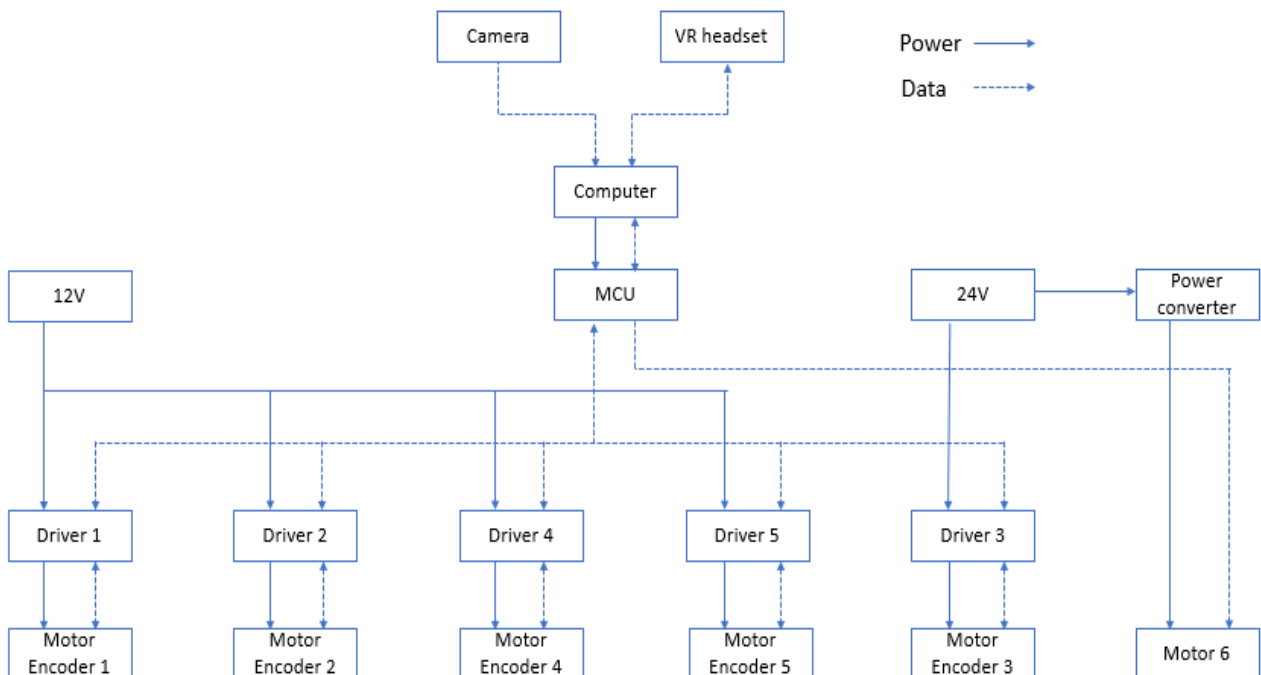 Camera
VR headset
Power
Data
Computer
12V
MCU
24V
Power
converter
Driver 1
Driver 2
Driver 4
Driver 5
Driver 3
Motor
Encoder 1
Motor
Encoder 2
Motor
Encoder 4
Motor
Encoder 5
Motor
Encoder 3
Motor 6